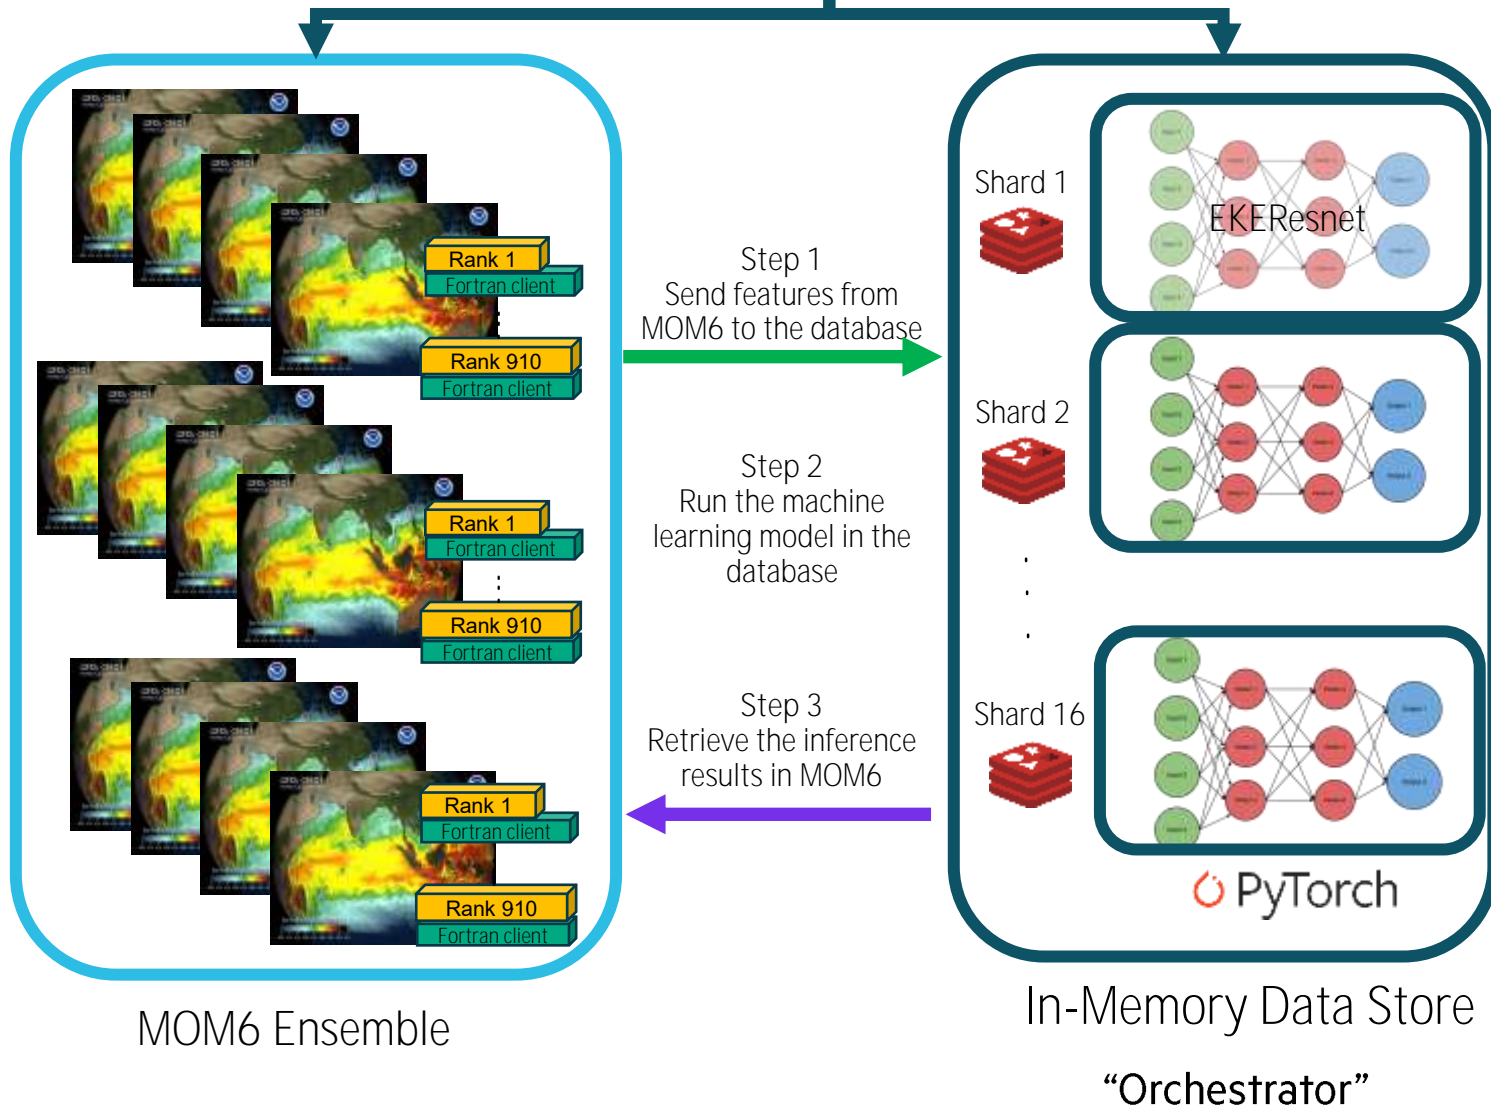 Rank 1
Fortran client
Rank 910
Fortran client
Rank 1
Fortran client
Rank 910
Fortran client
Rank 1
Fortran client
Rank 910
Fortran client
MOM6 Ensemble
Step 1
Send features from
MOM6 to the database
Step 2
Run the machine
learning model in the
database
Step 3
Retrieve the inference
results in MOM6
Shard 1
EKEResnet
Shard 2
Shard 16
PyTorch
In-Memory Data Store
“Orchestrator”